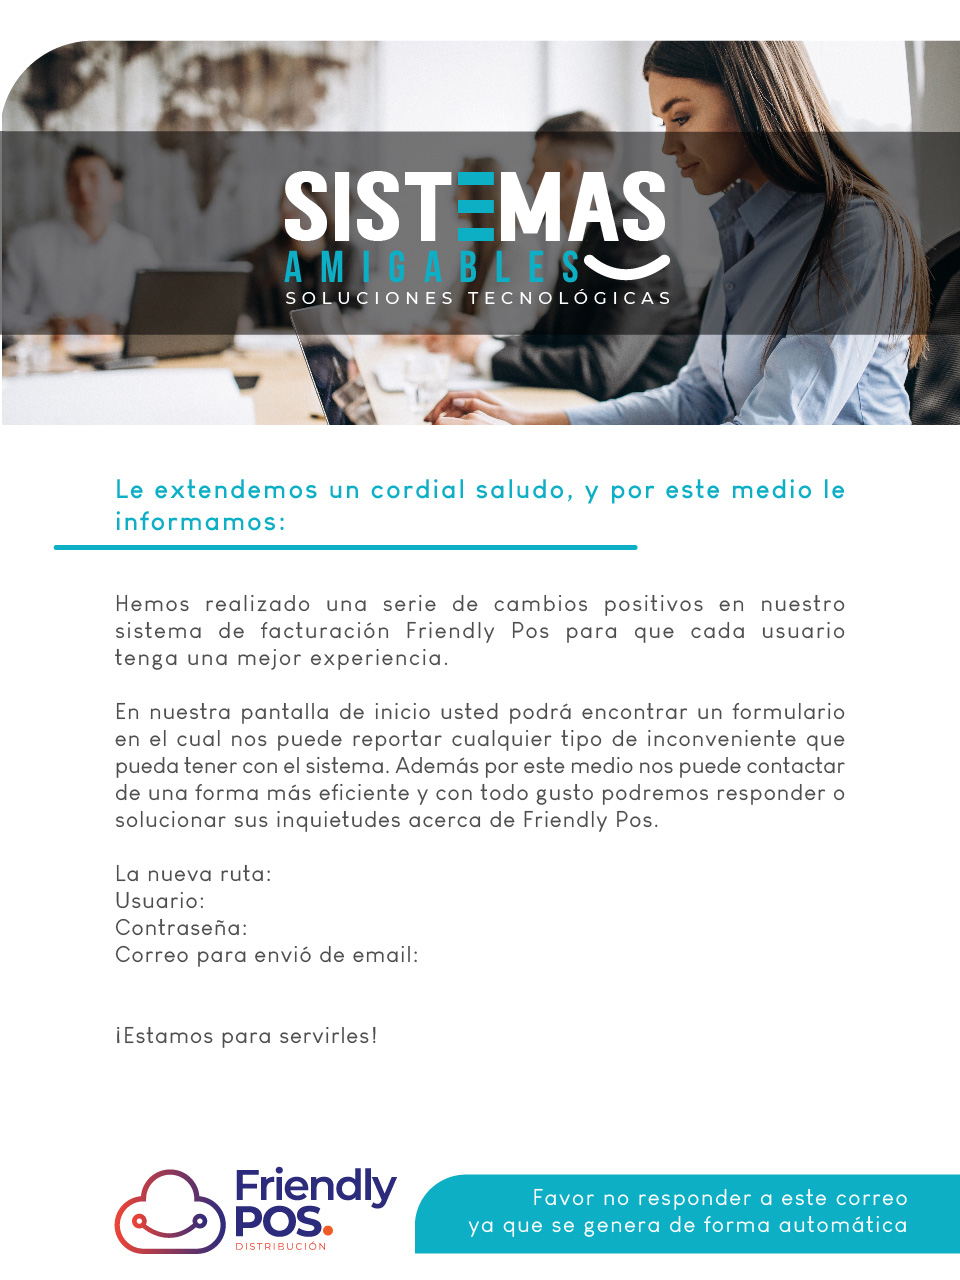 SISTEMAS
AMIGABLES
SOLUCIONES TECNOLÓGICAS
Le extendemos un cordial saludo, y por este medio le
informamos:
Hemos realizado una serie de cambios positivos en nuestro
sistema de facturación Friendly Pos para que cada usuario
tenga una mejor experiencia.
En nuestra pantalla de inicio usted podrá encontrar un formulario
en el cual nos puede reportar cualquier tipo de inconveniente que
pueda tener con el sistema. Además por este medio nos puede contactar
de una forma más eficiente y con todo gusto podremos responder o
solucionar sus inquietudes acerca de Friendly Pos.
La nueva ruta:
Usuario:
Contraseña:
Correo para envió de email:
¡Estamos para servirles!
Friendly
POS.
DISTRIBUCIÓN
Favor no responder a este correo
ya que se genera de forma automática